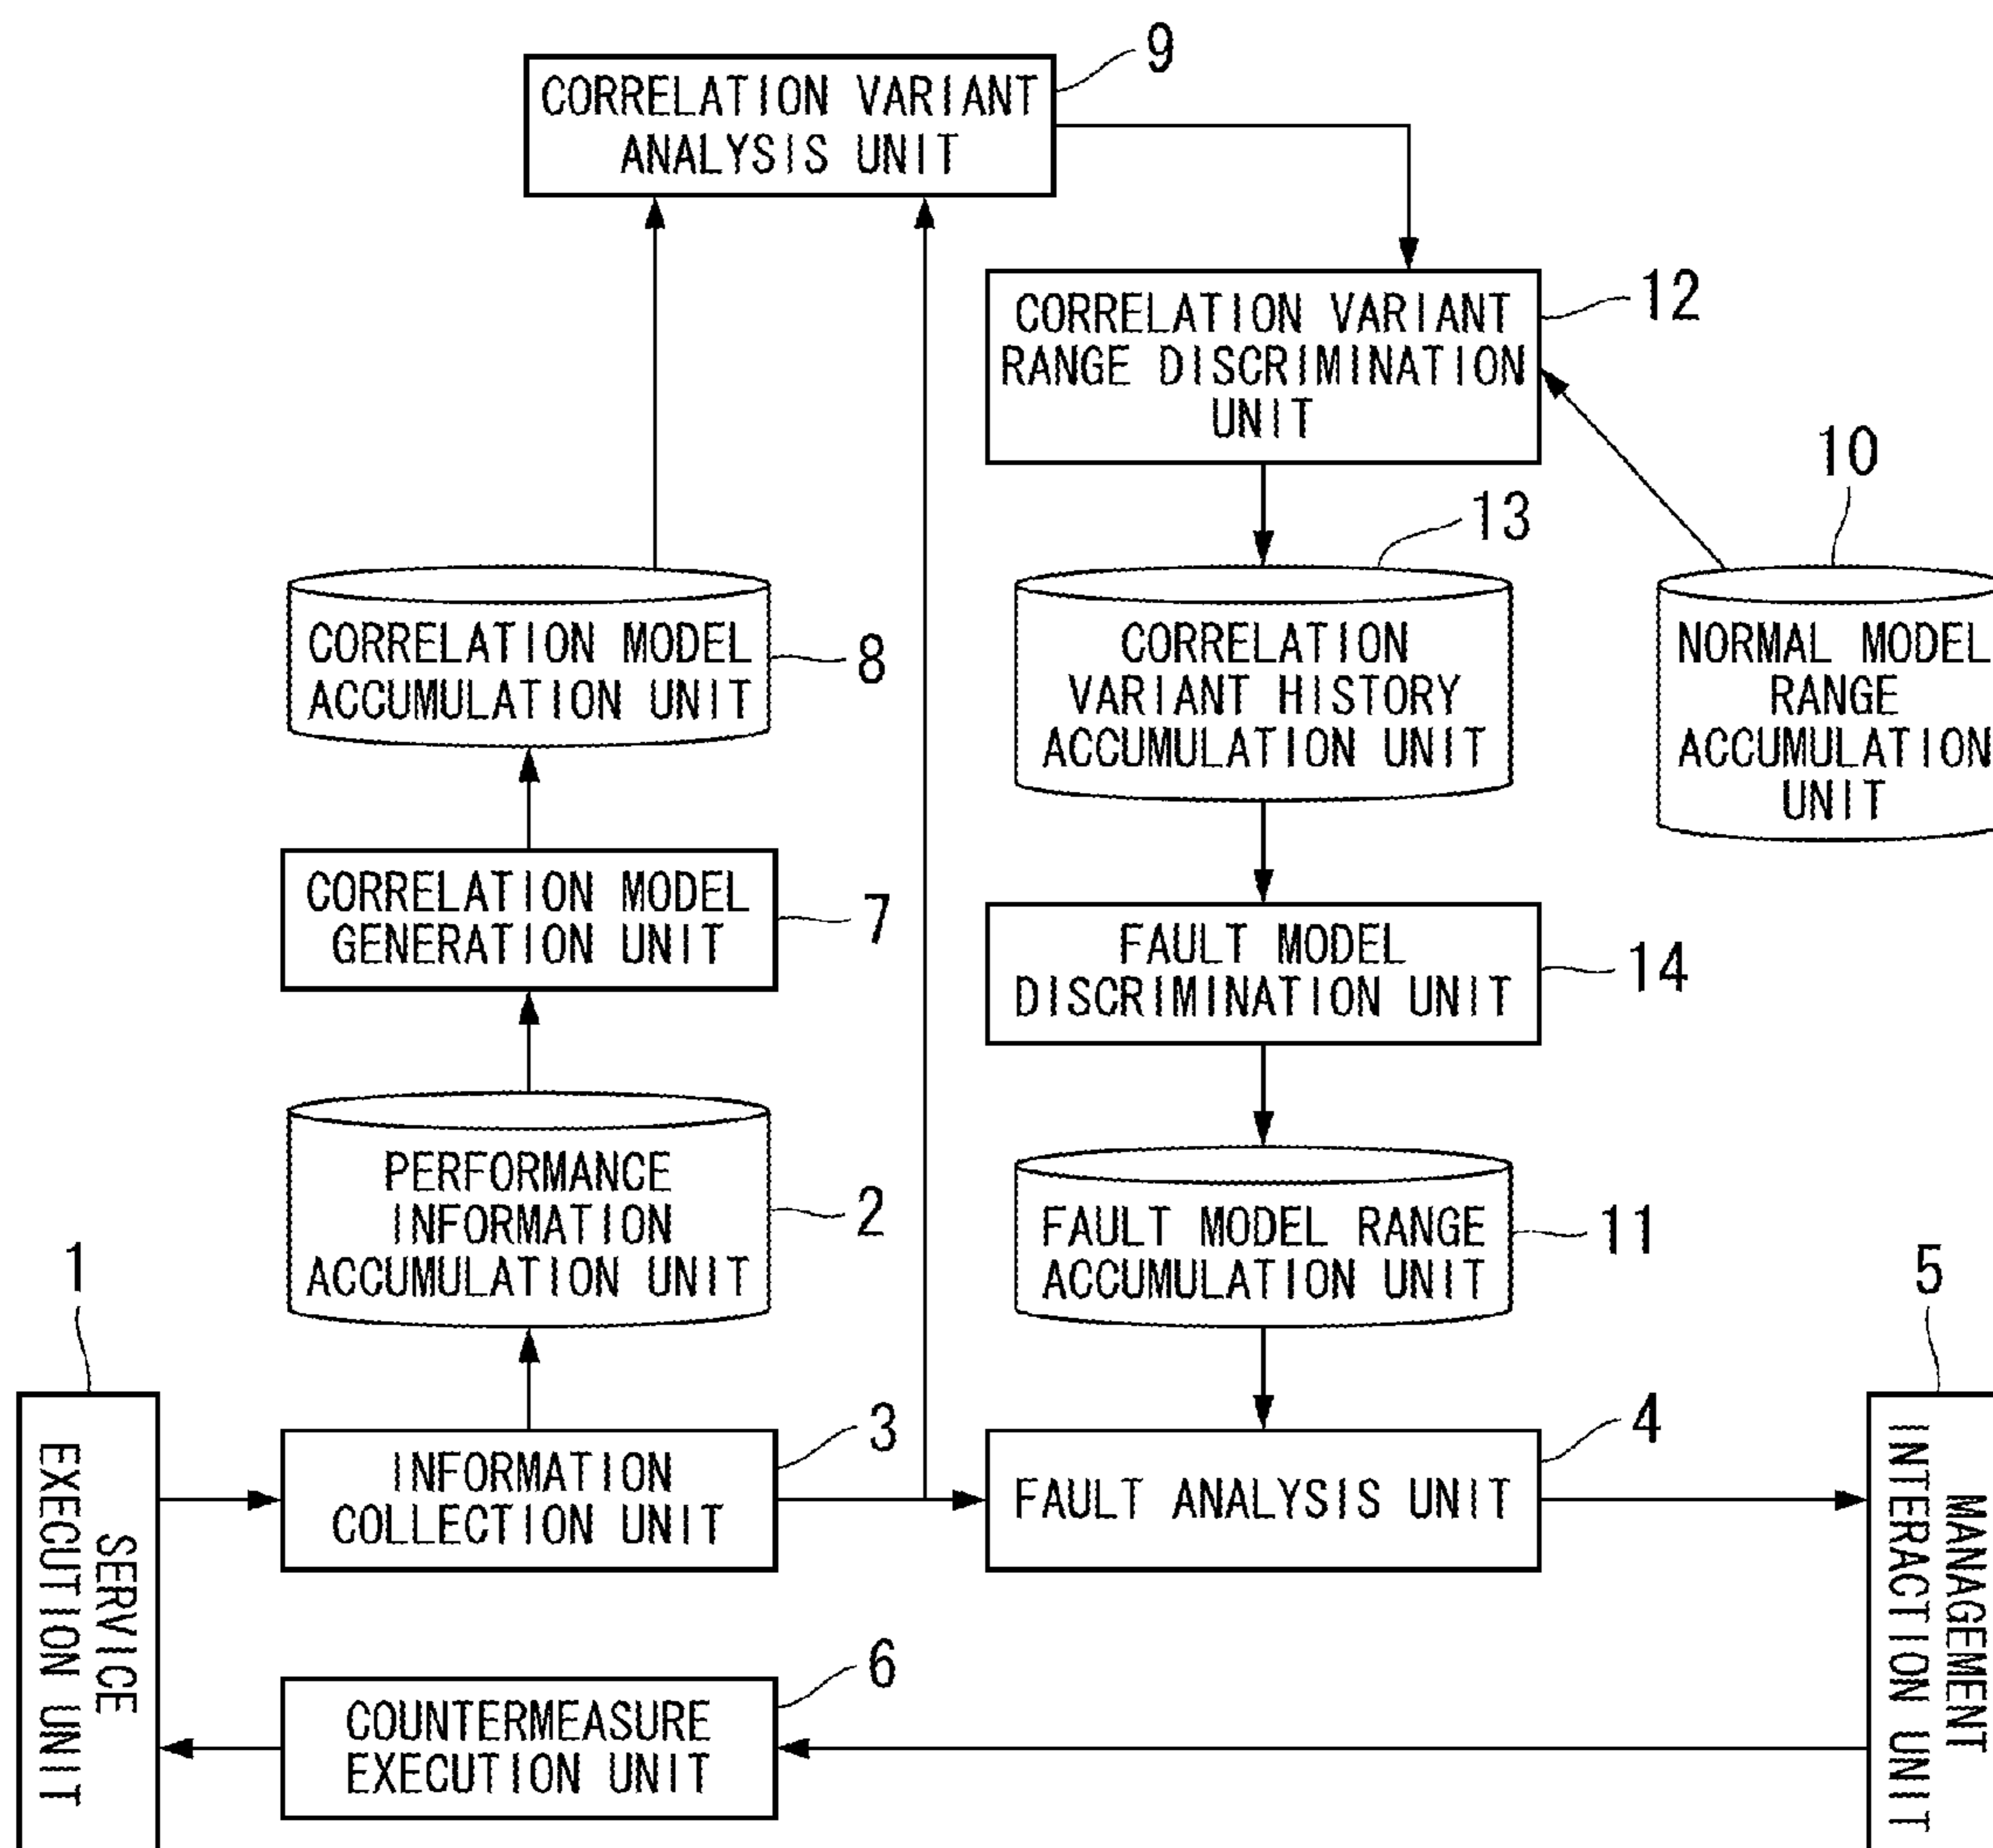 9
CORRELATION VARIANT
ANALYSIS UNIT
12
CORRELATION VARIANT
RANGE DISCRIMINATION
UNIT
10
13
CORRELATION MODEL
ACCUMULATION UNIT
8
CORRELATION
VARIANT HISTORY
ACCUMULATION UNIT
NORMAL MODEL
RANGE
ACCUMULATION
UNIT
CORRELATION MODEL
GENERATION UNIT
7
FAULT MODEL
DISCRIMINATION UNIT
14
PERFORMANCE
INFORMATION
ACCUMULATION UNIT
2
FAULT MODEL RANGE
ACCUMULATION UNIT
11
1
5
SERVICE
EXECUTION UNIT
INFORMATION
COLLECTION UNIT
3
FAULT ANALYSIS UNIT
4
MANAGEMENT
INTERACTION UNIT
COUNTERMEASURE
EXECUTION UNIT
6